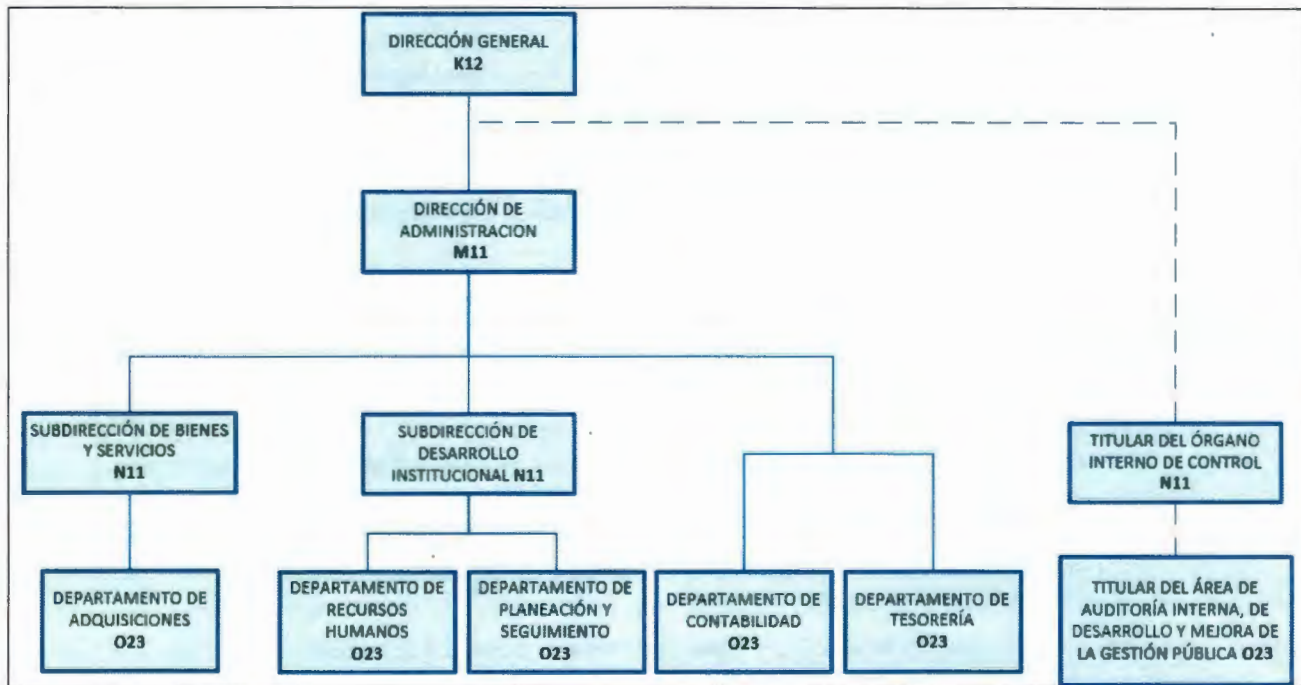 DIRECCIÓN GENERAL
K12
DIRECCIÓN DE
ADMINISTRACION
M11
SUBDIRECCIÓN DE BIENES
Y SERVICIOS
N11
SUBDIRECCIÓN DE
DESARROLLO
INSTITUCIONAL N11
TITULAR DEL ÓRGANO
INTERNO DE CONTROL
N11
DEPARTAMENTO DE
ADQUISICIONES
O23
DEPARTAMENTO DE
RECURSOS
HUMANOS
O23
DEPARTAMENTO DE
PLANEACIÓN Y
SEGUIMIENTO
O23
DEPARTAMENTO DE
CONTABILIDAD
O23
DEPARTAMENTO DE
TESORERÍA
O23
TITULAR DEL ÁREA DE
AUDITORÍA INTERNA, DE
DESARROLLO Y MEJORA DE
LA GESTIÓN PÚBLICA O23